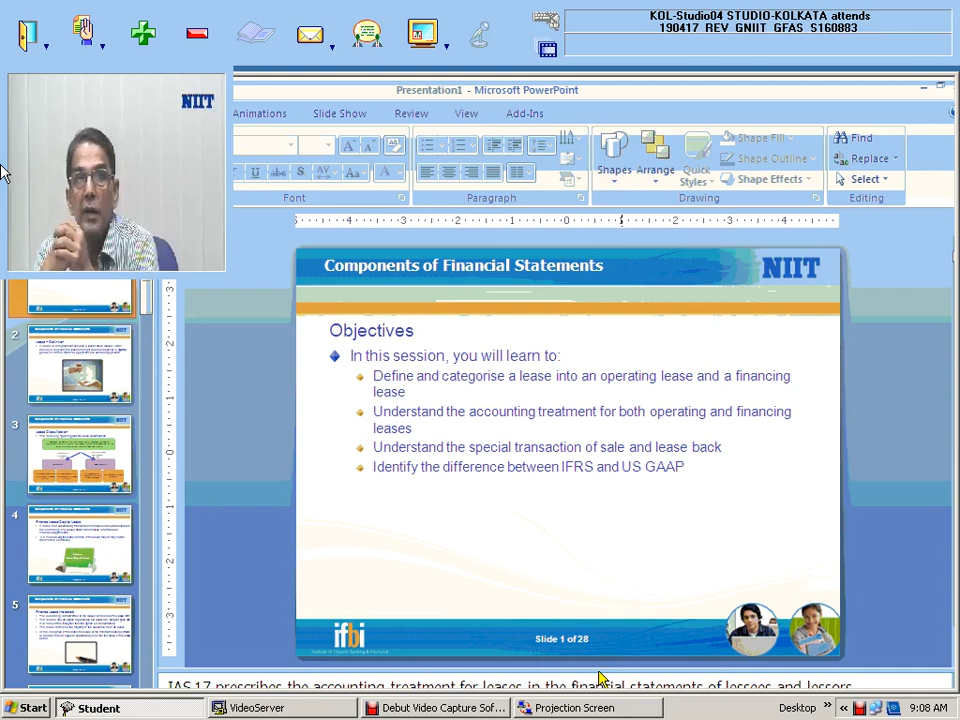 KOL-Studio04 STUDIO-KOLKATA attends
190417_REV_GNIIT_GFAS_S160883
NIIT
Presentation1 - Microsoft PowerPoint
Animations Slide Show Review View Add-Ins
Shapes Arrange Quick Styles
Shape Fill
Shape Outline
Shape Effects
Find
Replace
Select
Font Paragraph Drawing Editing
Components of Financial Statements
NIIT
Objectives
In this session, you will learn to:
Define and categorise a lease into an operating lease and a financing
lease
Understand the accounting treatment for both operating and financing
leases
Understand the special transaction of sale and lease back
Identify the difference between IFRS and US GAAP
ifbi
Slide 1 of 28
2
3
4
5
IAS 17 prescribes the accounting treatment for leases in the financial statements of lessees and lessors
Start Student VideoServer Debut Video Capture Sof... Projection Screen Desktop 9:08 AM